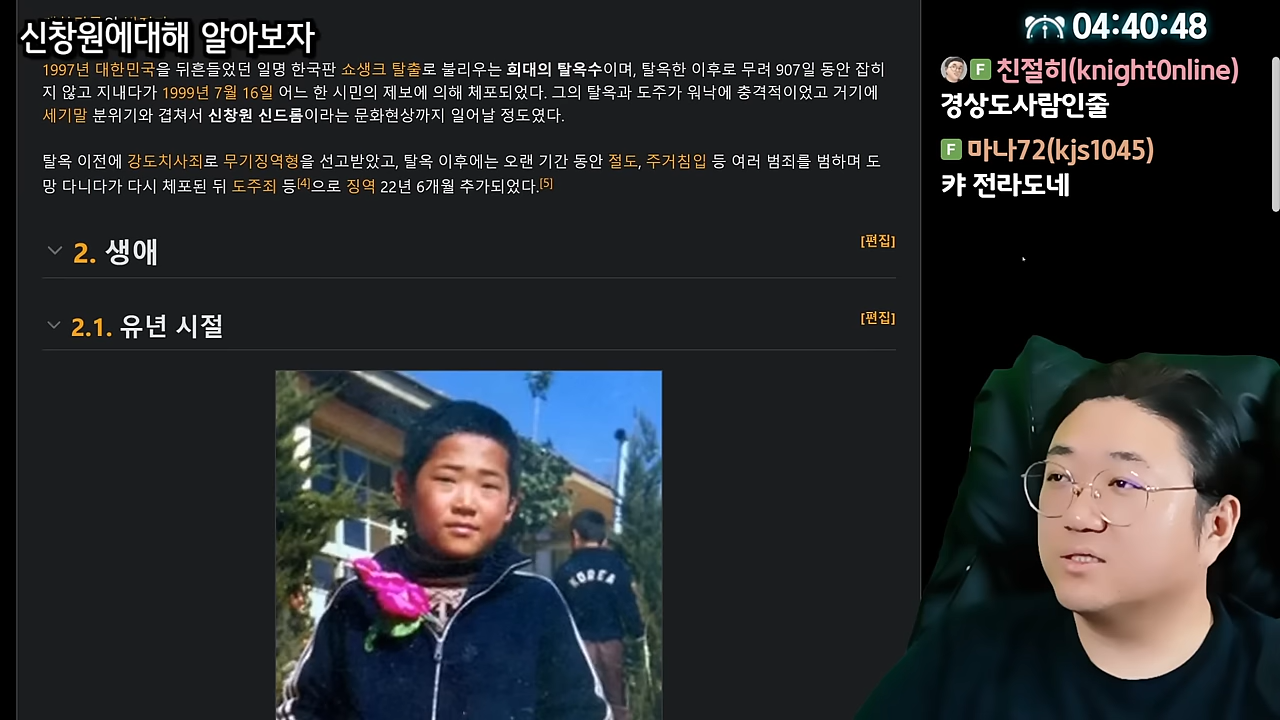 신창원에대해 알아보자
1997년 대한민국을 뒤흔들었던 일명 한국판 쇼생크 탈출로 불리우는 희대의 탈옥수이며, 탈옥한 이후로 무려 907일 동안 잡히
지 않고 지내다가 1999년 7월 16일 어느 한 시민의 제보에 의해 체포되었다. 그의 탈옥과 도주가 워낙에 충격적이었고 거기에
세기말 분위기와 겹쳐서 신창원 신드롬이라는 문화현상까지 일어날 정도였다.
탈옥 이전에 강도치사죄로 무기징역형을 선고받았고, 탈옥 이후에는 오랜 기간 동안 절도, 주거침입 등 여러 범죄를 범하며 도
망 다니다가 다시 체포된 뒤 도주죄 등[4]으로 징역 22년 6개월 추가되었다.[5]
2. 생애
[편집]
2.1. 유년 시절
[편집]
KOREA
04:40:48
F 친절히(knight0nline)
경상도사람인줄
F 마나72(kjs1045)
캬 전라도네